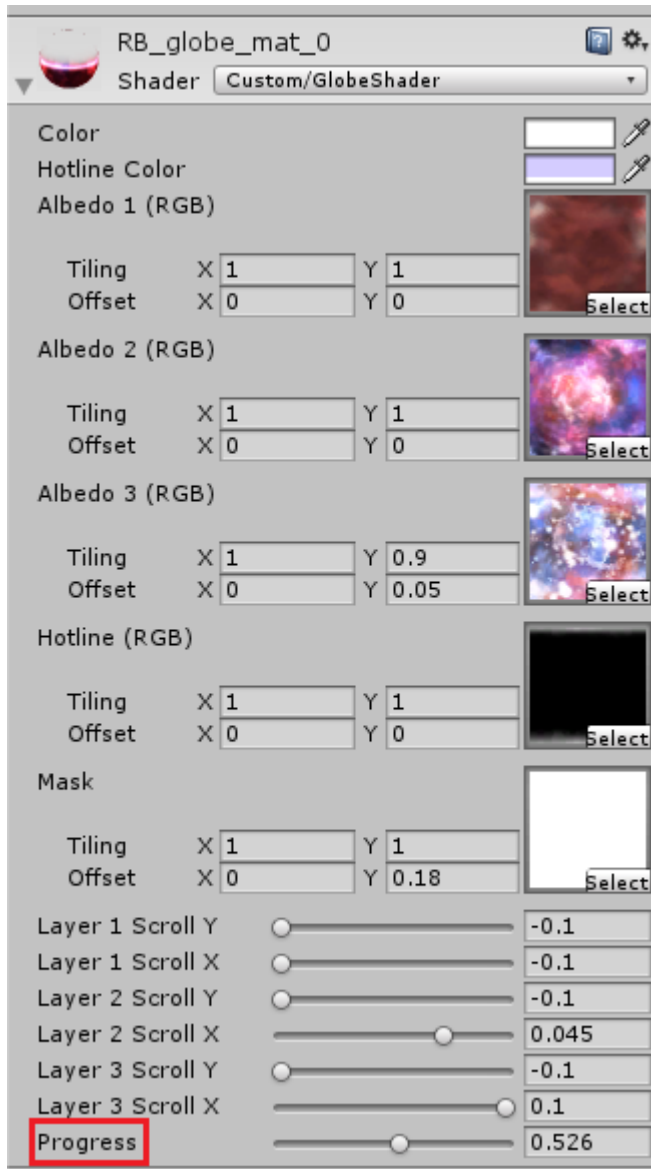 RB_globe_mat_0
Shader Custom/GlobeShader
Color
Hotline Color
Albedo 1 (RGB)
Tiling X 1 Y 1
Offset X 0 Y 0
Select
Albedo 2 (RGB)
Tiling X 1 Y 1
Offset X 0 Y 0
Select
Albedo 3 (RGB)
Tiling X 1 Y 0.9
Offset X 0 Y 0.05
Select
Hotline (RGB)
Tiling X 1 Y 1
Offset X 0 Y 0
Select
Mask
Tiling X 1 Y 1
Offset X 0 Y 0.18
Select
Layer 1 Scroll Y -0.1
Layer 1 Scroll X -0.1
Layer 2 Scroll Y -0.1
Layer 2 Scroll X 0.045
Layer 3 Scroll Y -0.1
Layer 3 Scroll X 0.1
Progress 0.526